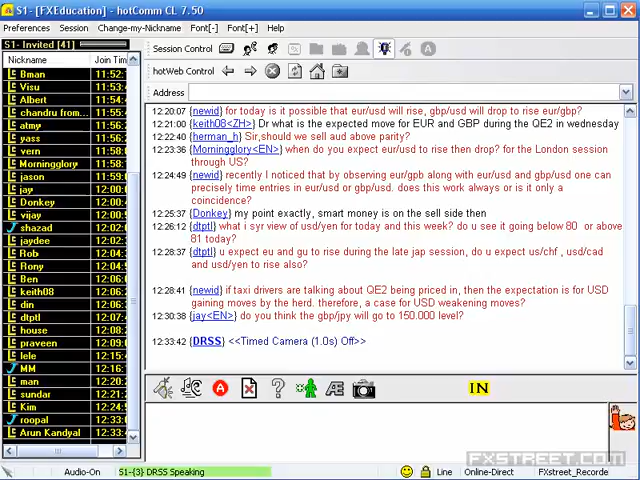 S1- [FXEducation] - hotComm CL 7.50
Preferences Session Change-my-Nickname Font[-] Font[+] Help
S1- Invited [41]
Nickname Join Tim
Bman 11:52:
Visu 11:53:
Albert 11:54:
chandru from... 11:54:
atmy 11:56:
yass 11:56:
vern 11:58:
Morningglory 11:58:
jason 11:58:
jay 12:00:
Donkey 12:00:
vijay 12:01:
shazad 12:01:
jaydee 12:02:
Rob 12:03:
Rony 12:04:
Ben 12:06:
keith08 12:06:
din 12:06:
dtptl 12:07:
house 12:08:
praveen 12:09:
lele 12:15:
MM 12:16:
man 12:20:
sundar 12:24:
Kim 12:24:
roopal 12:33:0
Arun Kandyal 12:33:4
Session Control
A
hotWeb Control
Address
12:20:07 {newid} for today is it possible that eur/usd will rise, gbp/usd will drop to rise eur/gbp?
12:21:00 {keith08<ZH>} Dr what is the expected move for EUR and GBP during the QE2 in wednesday
12:22:40 {herman_h} Sir,should we sell aud above parity?
12:23:36 {Morningglory<EN>} when do you expect eur/usd to rise then drop? for the London session
through US?
12:24:49 {newid} recently I noticed that by observing eur/gpb along with eur/usd and gbp/usd one can
precisely time entries in eur/usd or gbp/usd. does this work always or is it only a
coincidence?
12:25:37 {Donkey} my point exactly, smart money is on the sell side then
12:26:12 {dtptl} what i syr view of usd/yen for today and this week? do u see it going below 80 or above
81 today?
12:28:37 {dtptl} u expect eu and gu to rise during the late jap session, do u expect us/chf , usd/cad
and usd/yen to rise also?
12:28:41 {newid} if taxi drivers are talking about QE2 being priced in, then the expectation is for USD
gaining moves by the herd. therefore, a case for USD weakening moves?
12:30:38 {jay<EN>} do you think the gbp/jpy will go to 150.000 level?
12:33:42 {DRSS} <<Timed Camera (1.0s) Off>>
A ? Æ IN
FXSTREET.COM
Audio-On S1-{3} DRSS Speaking Line Online-Direct FXstreet_Recorde